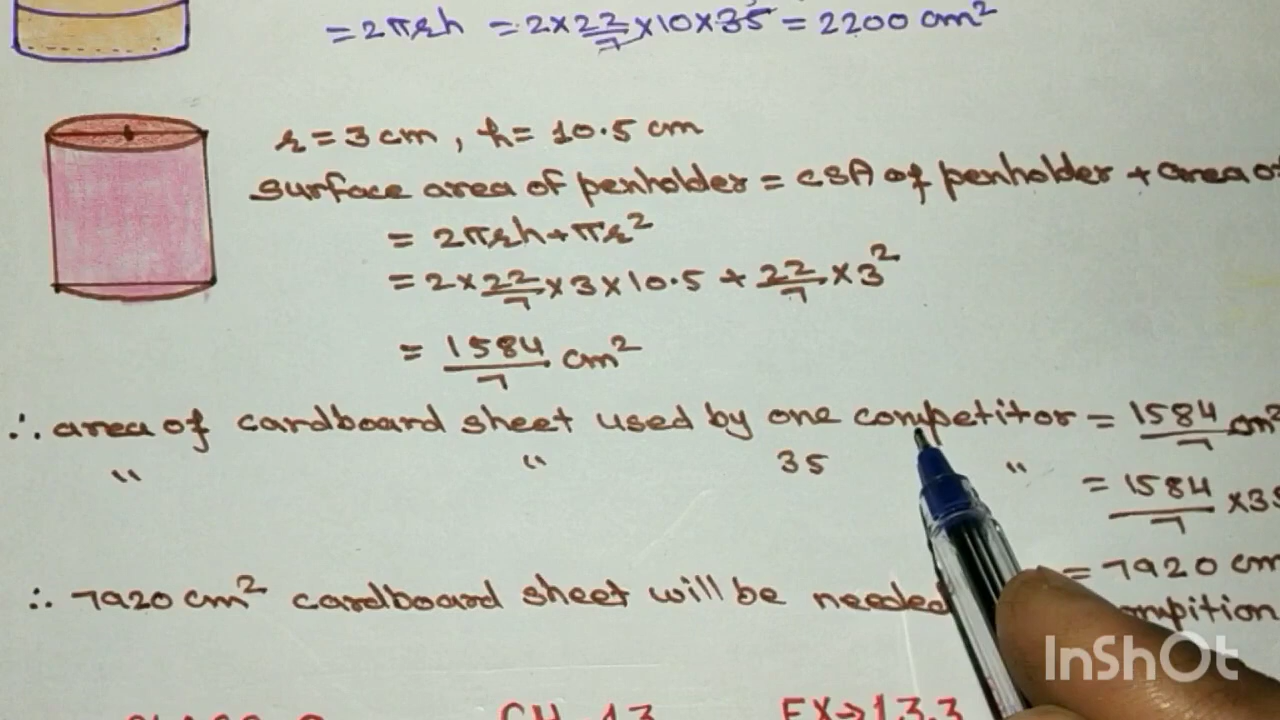 = 2πrh = 2×22/7×10×35 = 2200 cm²
r = 3 cm, h = 10.5 cm
Surface area of penholder = CSA of penholder + area of
= 2πrh + πr²
= 2×22/7×3×10.5 + 22/7×3²
= 1584/7 cm²
∴ area of cardboard sheet used by one competitor = 1584/7 cm²
" " 35 " = 1584/7 ×35
= 7920 cm
∴ 7920 cm² cardboard sheet will be needed
InShOt
EX→13.3